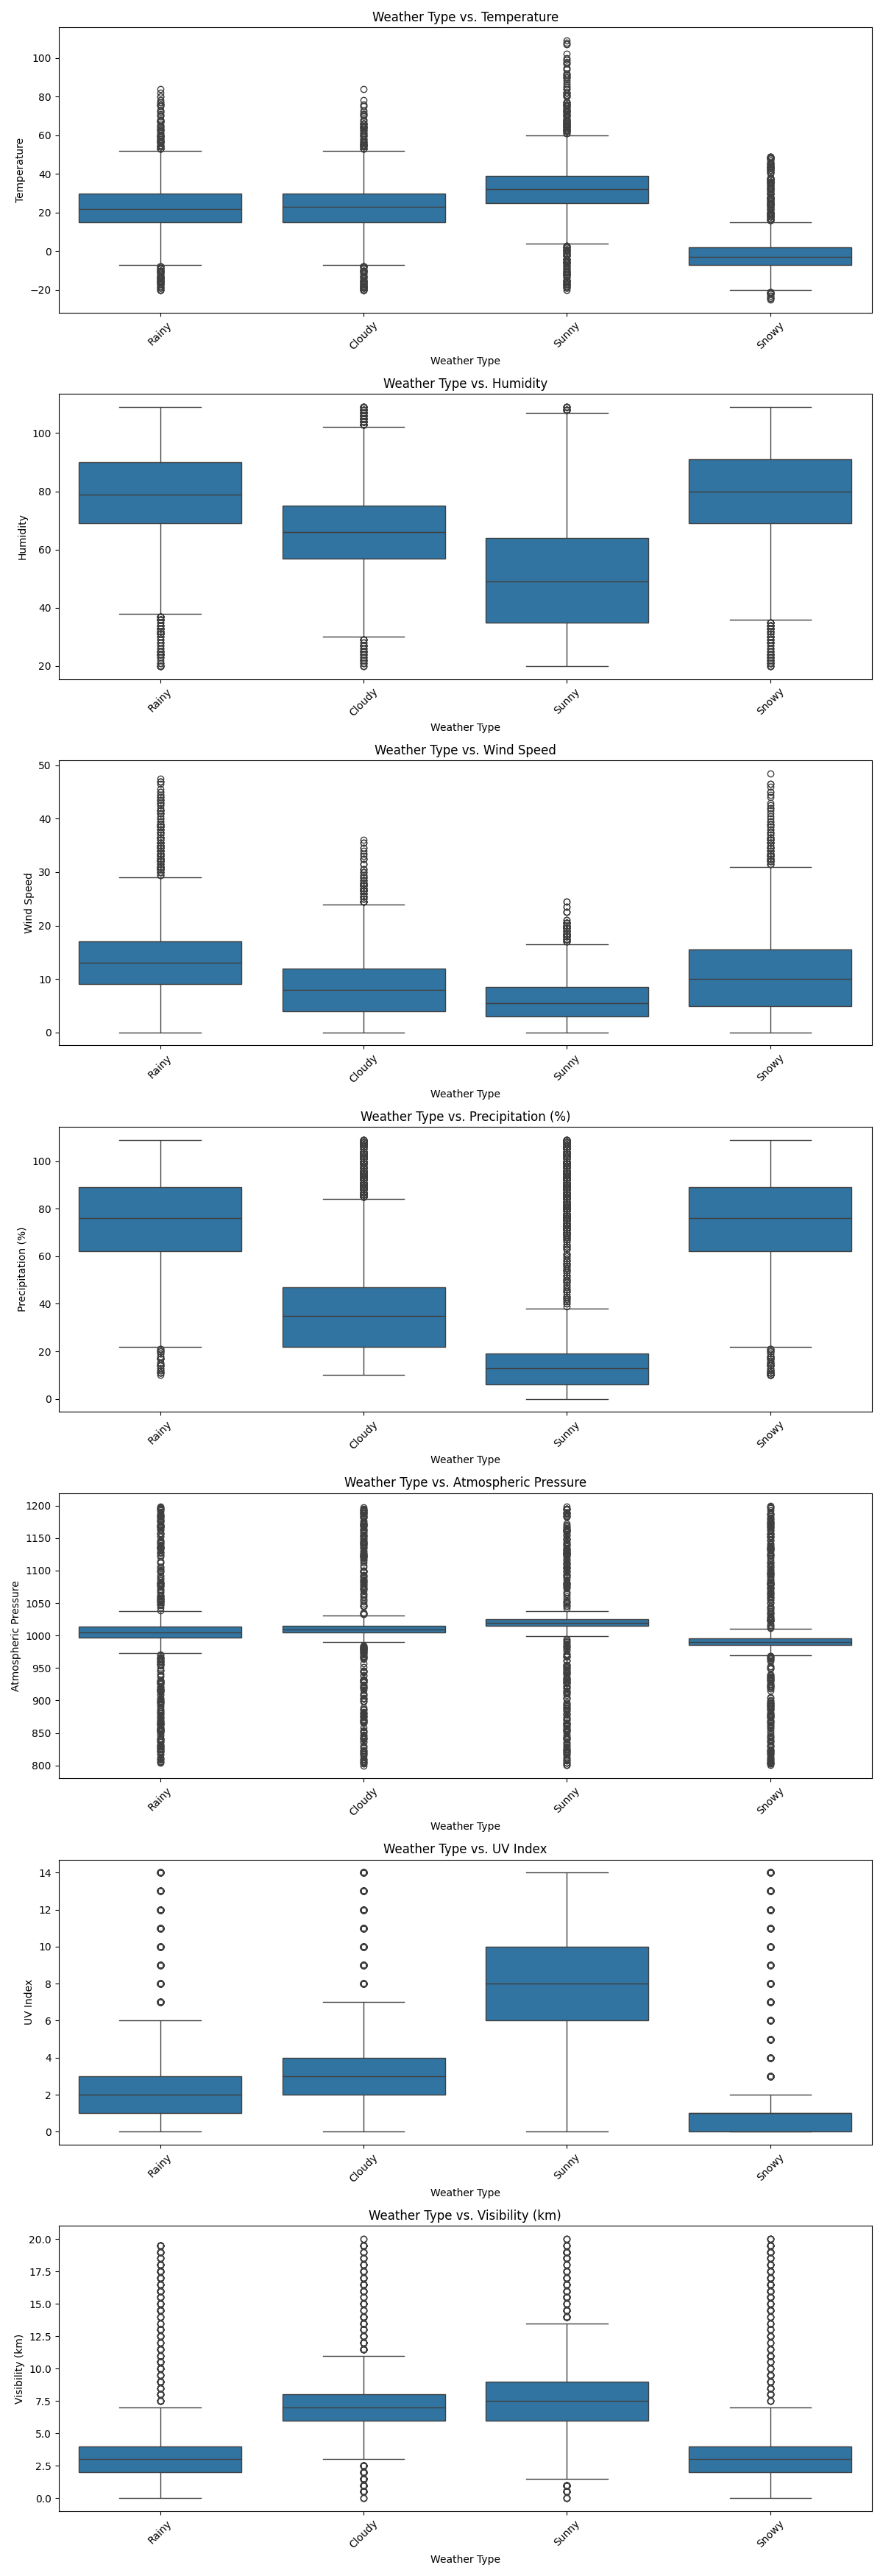 Weather Type vs. Temperature
Temperature
100
80
60
40
20
0
−20
Rainy
Cloudy
Sunny
Snowy
Weather Type
Weather Type vs. Humidity
Humidity
100
80
60
40
20
Rainy
Cloudy
Sunny
Snowy
Weather Type
Weather Type vs. Wind Speed
Wind Speed
50
40
30
20
10
0
Rainy
Cloudy
Sunny
Snowy
Weather Type
Weather Type vs. Precipitation (%)
Precipitation (%)
100
80
60
40
20
0
Rainy
Cloudy
Sunny
Snowy
Weather Type
Weather Type vs. Atmospheric Pressure
Atmospheric Pressure
1200
1150
1100
1050
1000
950
900
850
800
Rainy
Cloudy
Sunny
Snowy
Weather Type
Weather Type vs. UV Index
UV Index
14
12
10
8
6
4
2
0
Rainy
Cloudy
Sunny
Snowy
Weather Type
Weather Type vs. Visibility (km)
Visibility (km)
20.0
17.5
15.0
12.5
10.0
7.5
5.0
2.5
0.0
Rainy
Cloudy
Sunny
Snowy
Weather Type